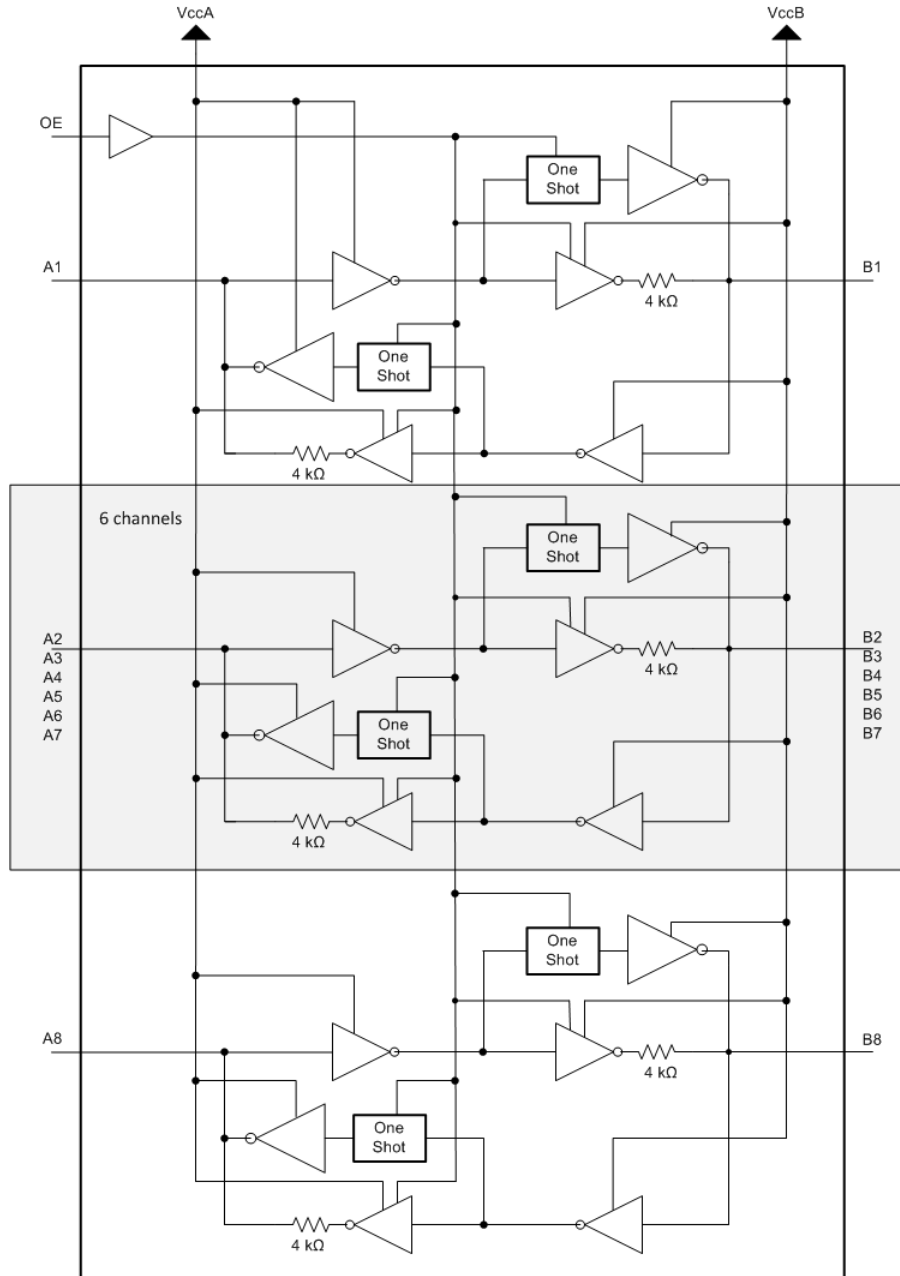 VccA
VccB
OE
One
Shot
A1
B1
4 kΩ
One
Shot
4 kΩ
6 channels
One
Shot
A2
B2
4 kΩ
A3
B3
A4
B4
A5
B5
A6
B6
A7
B7
One
Shot
4 kΩ
One
Shot
A8
B8
4 kΩ
One
Shot
4 kΩ